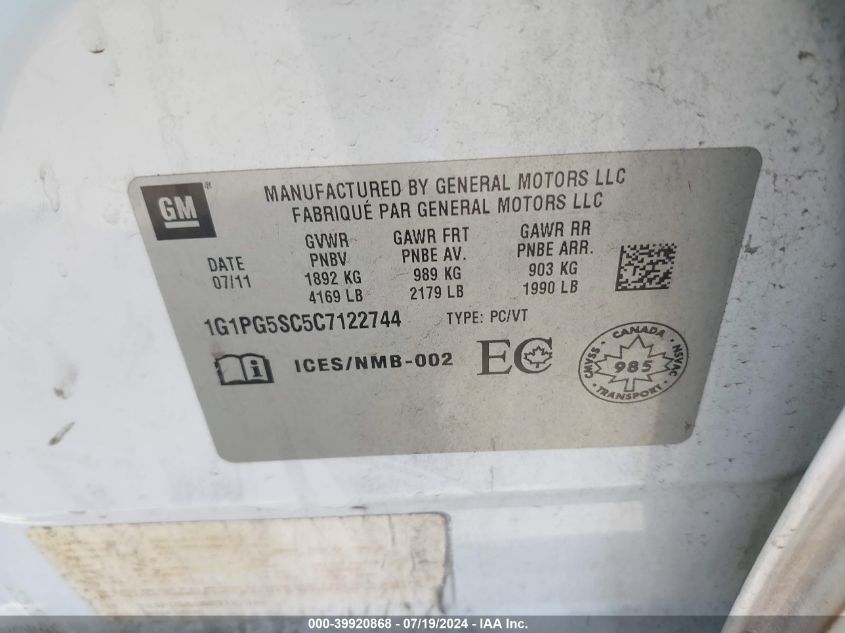 GM
MANUFACTURED BY GENERAL MOTORS LLC
FABRIQUÉ PAR GENERAL MOTORS LLC
DATE
07/11
GVWR
PNBV
1892 KG
4169 LB
GAWR FRT
PNBE AV.
989 KG
2179 LB
GAWR RR
PNBE ARR.
903 KG
1990 LB
1G1PG5SC5C7122744 TYPE: PC/VT
i ICES/NMB-002 EC
CANADA
CMVSS 985 NSVAC
TRANSPORT
000-39920868 - 07/19/2024 - IAA Inc.